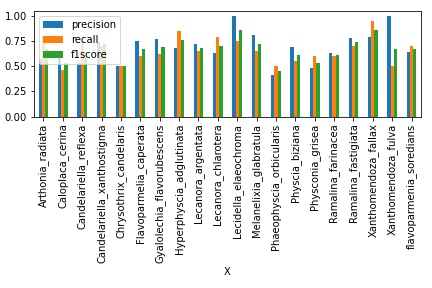 precision
recall
f1score
1.00
0.75
0.50
0.25
0.00
Arthonia_radiata
Caloplaca_cerina
Candelariella_reflexa
Candelariella_xanthostigma
Chrysothrix_candelaris
Flavoparmelia_caperata
Gyalolechia_flavorubescens
Hyperphyscia_adglutinata
Lecanora_argentata
Lecanora_chlarotera
Lecidella_elaeochroma
Melanelixia_glabratula
Phaeophyscia_orbicularis
Physcia_biziana
Physconia_grisea
Ramalina_farinacea
Ramalina_fastigiata
Xanthomendoza_fallax
Xanthomendoza_fulva
flavoparmenia_soredians
X